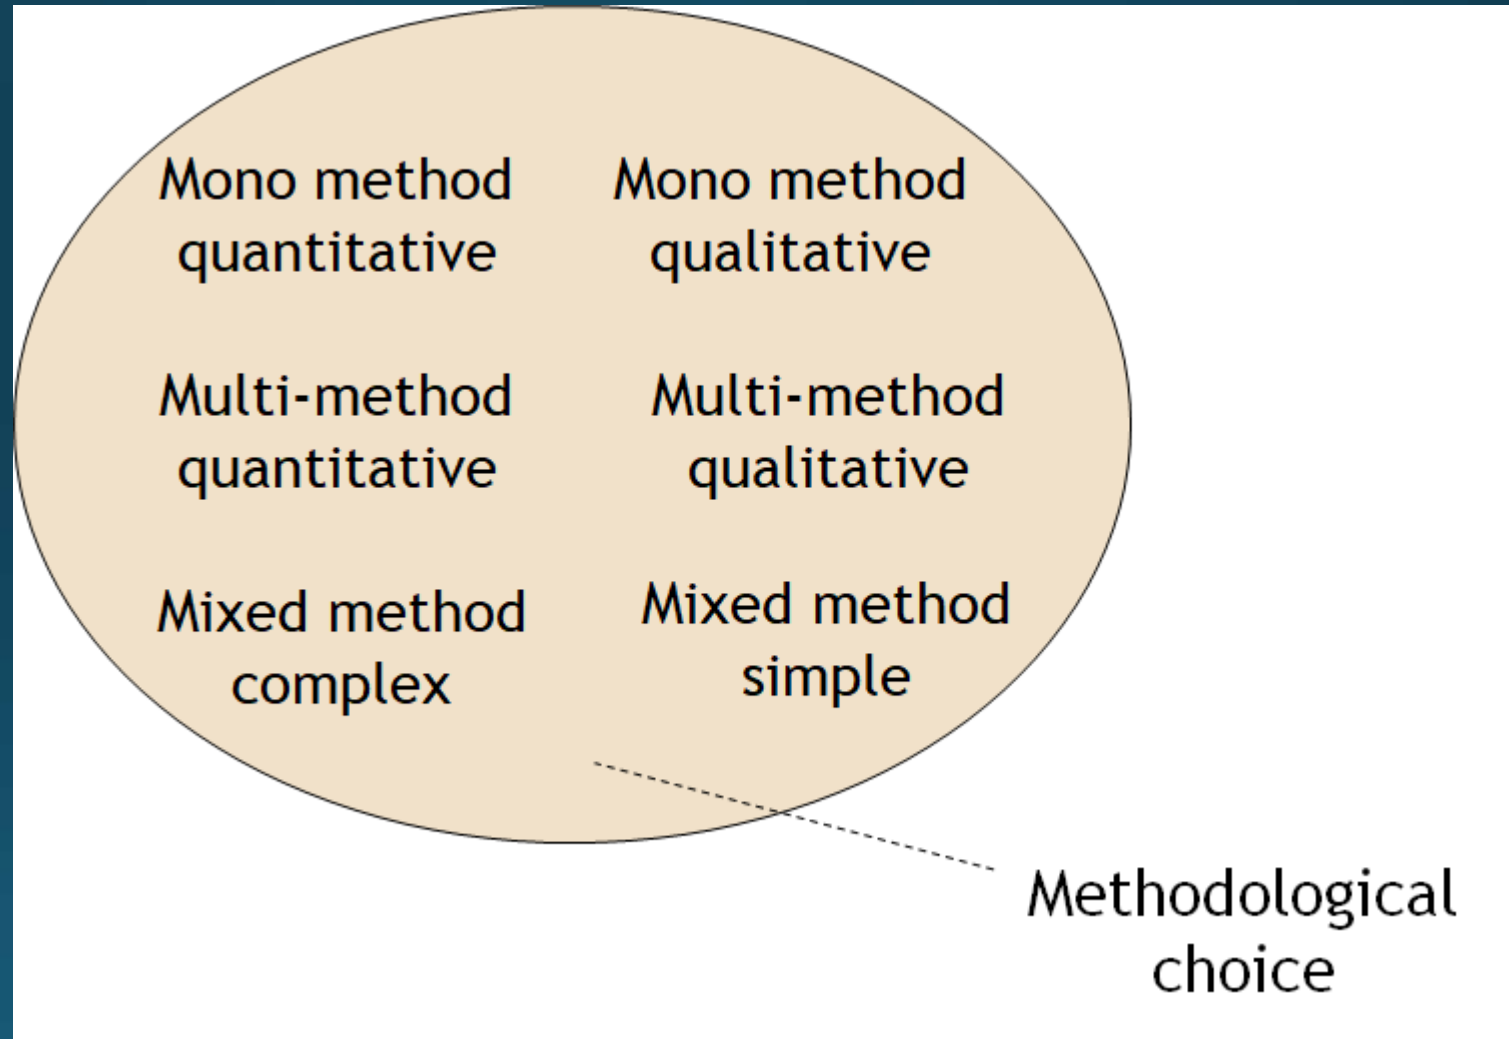 Mono method
quantitative
Mono method
qualitative
Multi-method
quantitative
Multi-method
qualitative
Mixed method
complex
Mixed method
simple
Methodological
choice